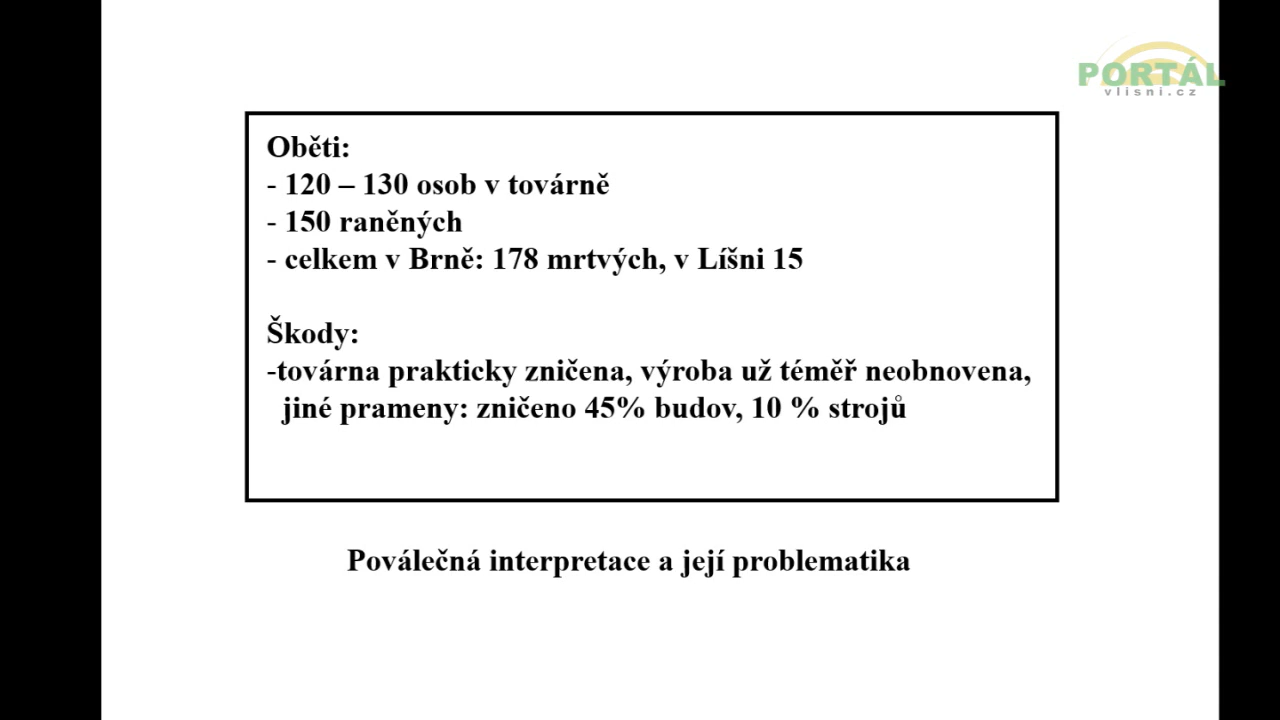 PORTÁL
vlisni.cz
Oběti:
- 120 – 130 osob v továrně
- 150 raněných
- celkem v Brně: 178 mrtvých, v Líšni 15
Škody:
-továrna prakticky zničena, výroba už téměř neobnovena,
jiné prameny: zničeno 45% budov, 10 % strojů
Poválečná interpretace a její problematika